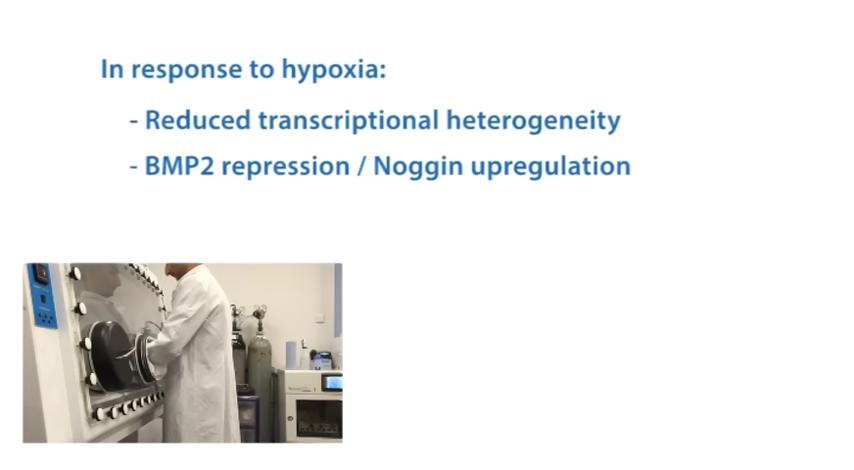 In response to hypoxia:
- Reduced transcriptional heterogeneity
- BMP2 repression / Noggin upregulation